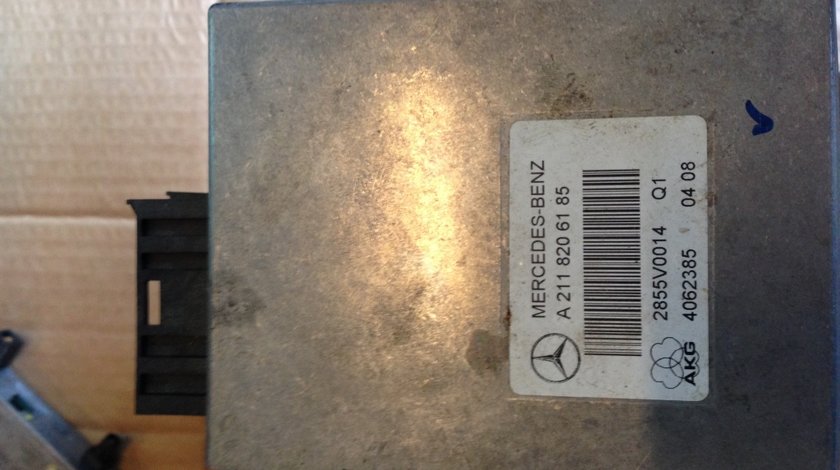 MERCEDES-BENZ
A 211 820 61 85
2855V0014 Q1
4062385 04 08
AKG